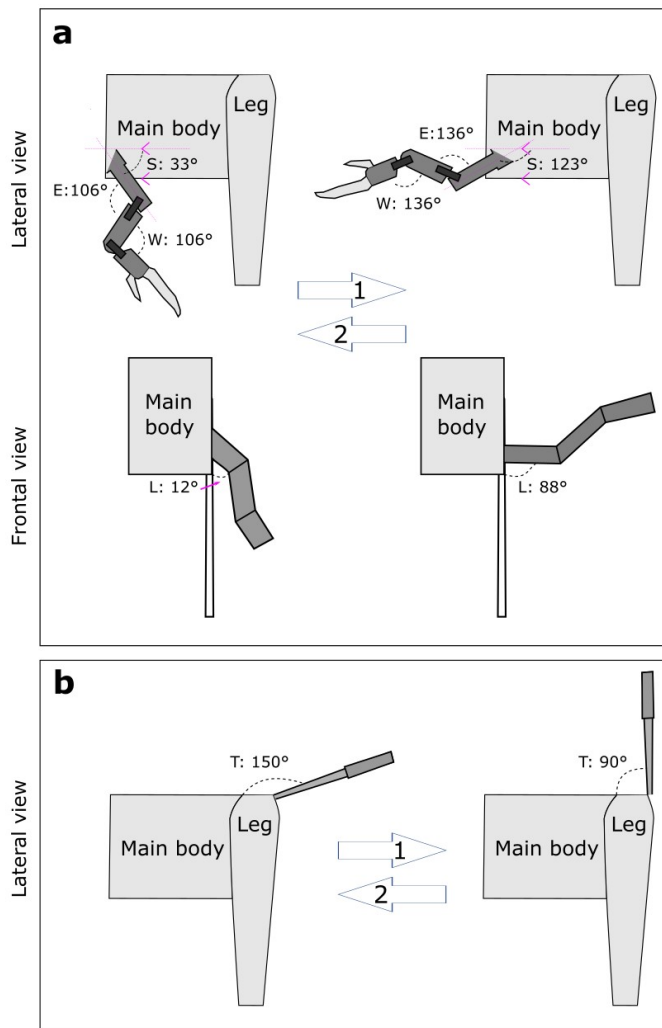 a
Lateral view
Main body
Leg
S: 33°
E:106°
W: 106°
Main body
Leg
E:136°
S: 123°
W: 136°
1
2
Frontal view
Main
body
L: 12°
Main
body
L: 88°
b
Lateral view
T: 150°
Main body
Leg
T: 90°
Main body
Leg
1
2